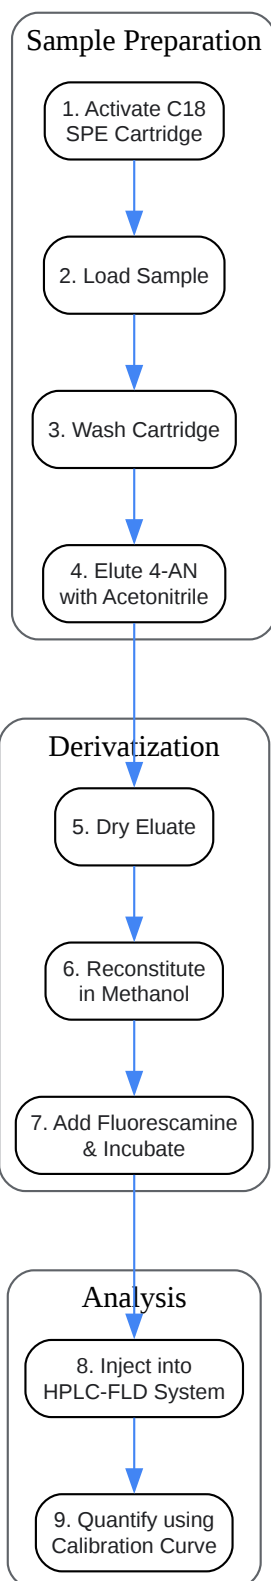 Sample Preparation
1. Activate C18
SPE Cartridge
2. Load Sample
3. Wash Cartridge
4. Elute 4-AN
with Acetonitrile
Derivatization
5. Dry Eluate
6. Reconstitute
in Methanol
7. Add Fluorescamine
& Incubate
Analysis
8. Inject into
HPLC-FLD System
9. Quantify using
Calibration Curve